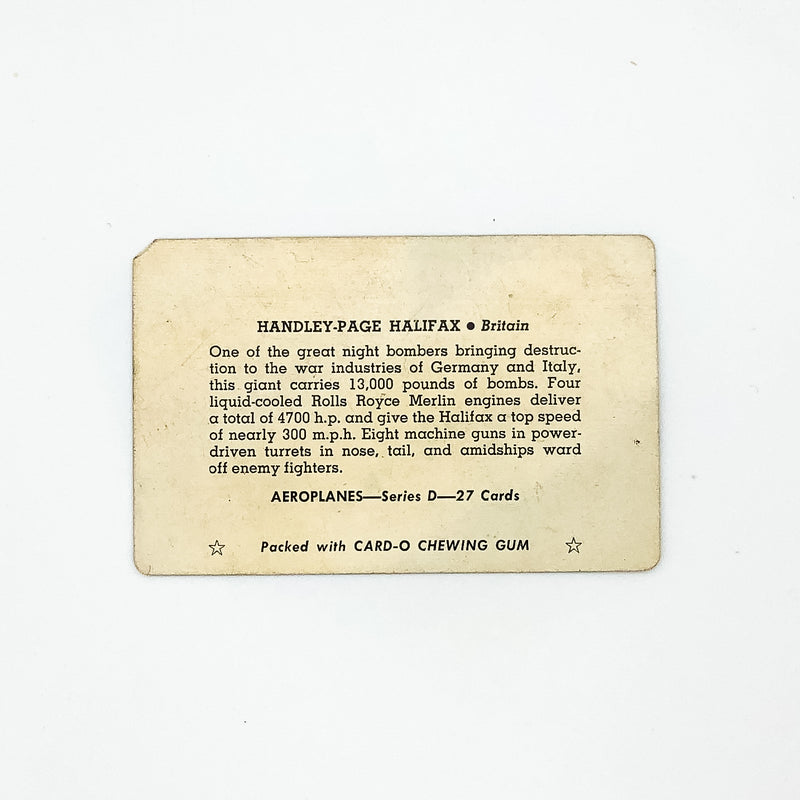 HANDLEY-PAGE HALIFAX ● Britain
One of the great night bombers bringing destruc-
tion to the war industries of Germany and Italy,
this giant carries 13,000 pounds of bombs. Four
liquid-cooled Rolls Royce Merlin engines deliver
a total of 4700 h.p. and give the Halifax a top speed
of nearly 300 m.p.h. Eight machine guns in power-
driven turrets in nose, tail, and amidships ward
off enemy fighters.
AEROPLANES—Series D—27 Cards
☆ Packed with CARD-O CHEWING GUM ☆